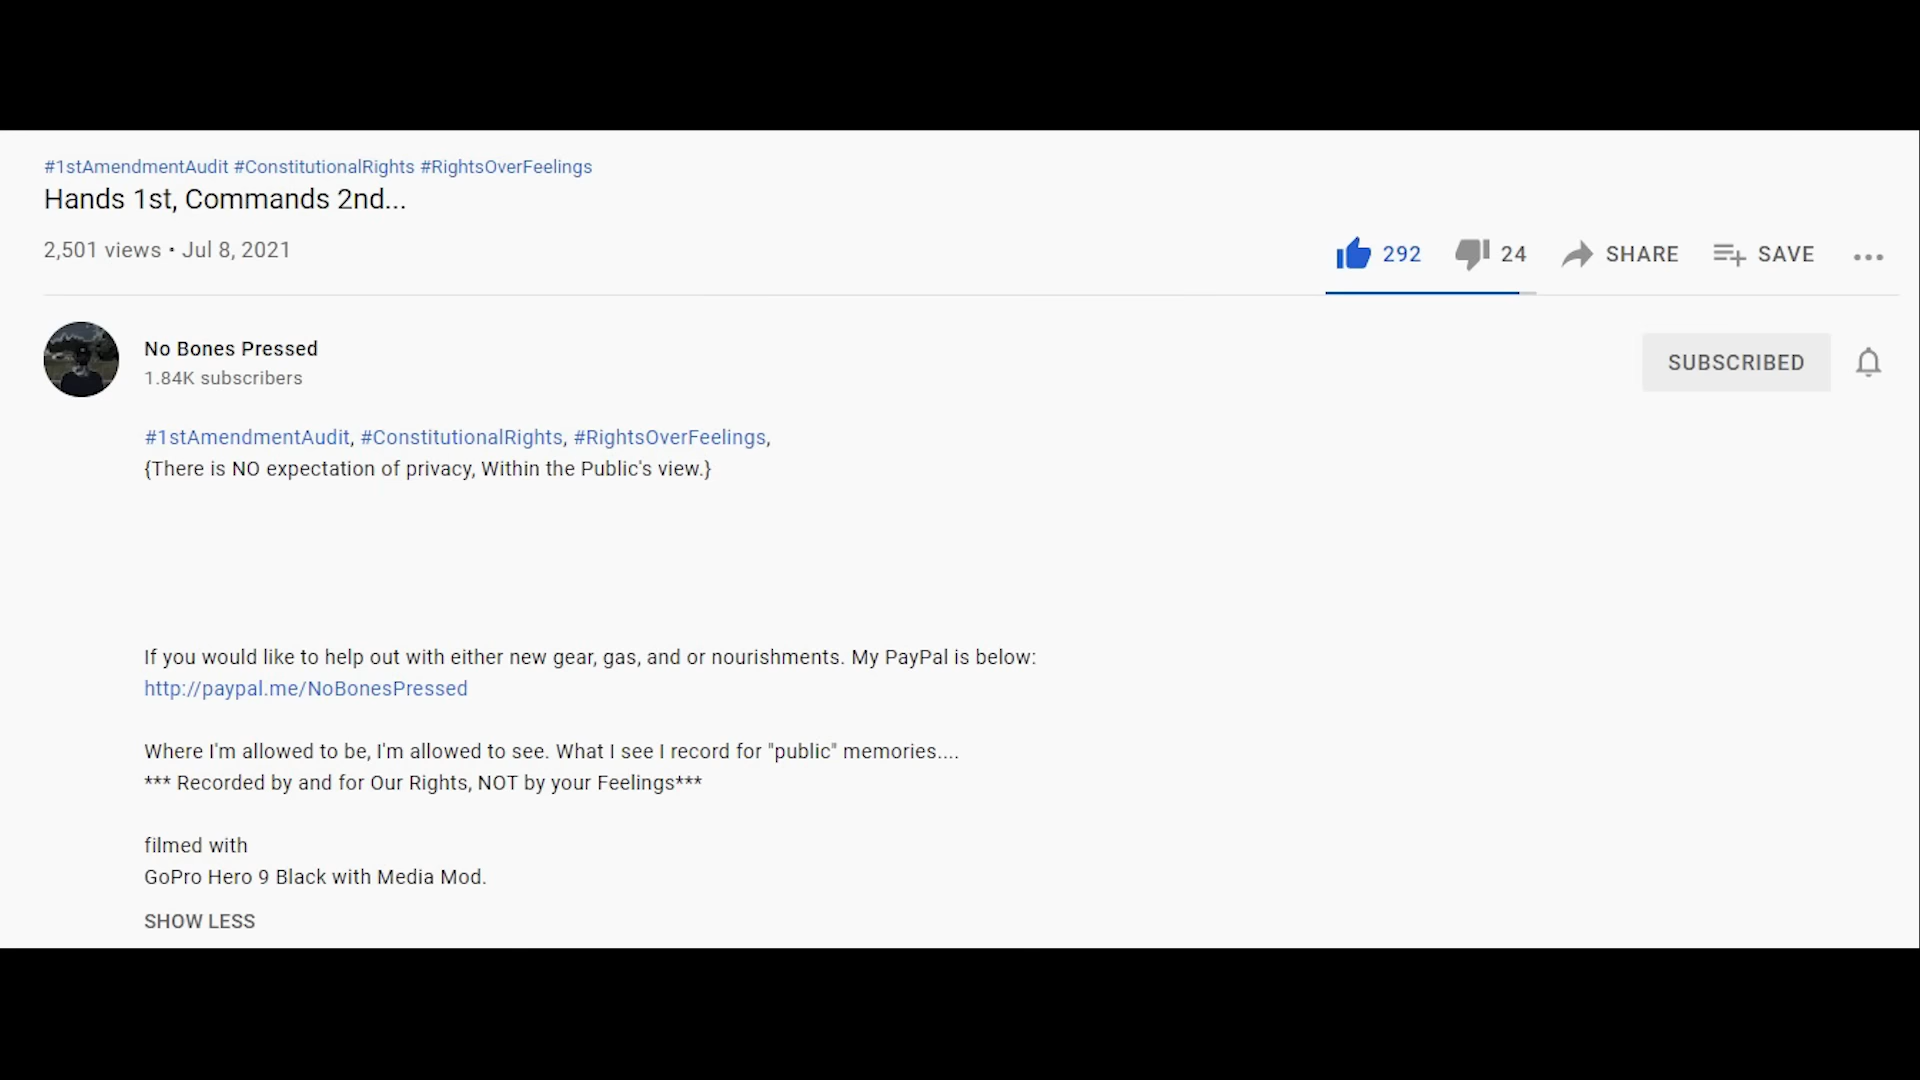 #1stAmendmentAudit #ConstitutionalRights #RightsOverFeelings
Hands 1st, Commands 2nd...
2,501 views • Jul 8, 2021
292 24 SHARE SAVE ...
No Bones Pressed
1.84K subscribers
SUBSCRIBED
#1stAmendmentAudit, #ConstitutionalRights, #RightsOverFeelings,
{There is NO expectation of privacy, Within the Public's view.}
If you would like to help out with either new gear, gas, and or nourishments. My PayPal is below:
http://paypal.me/NoBonesPressed
Where I'm allowed to be, I'm allowed to see. What I see I record for "public" memories....
*** Recorded by and for Our Rights, NOT by your Feelings***
filmed with
GoPro Hero 9 Black with Media Mod.
SHOW LESS